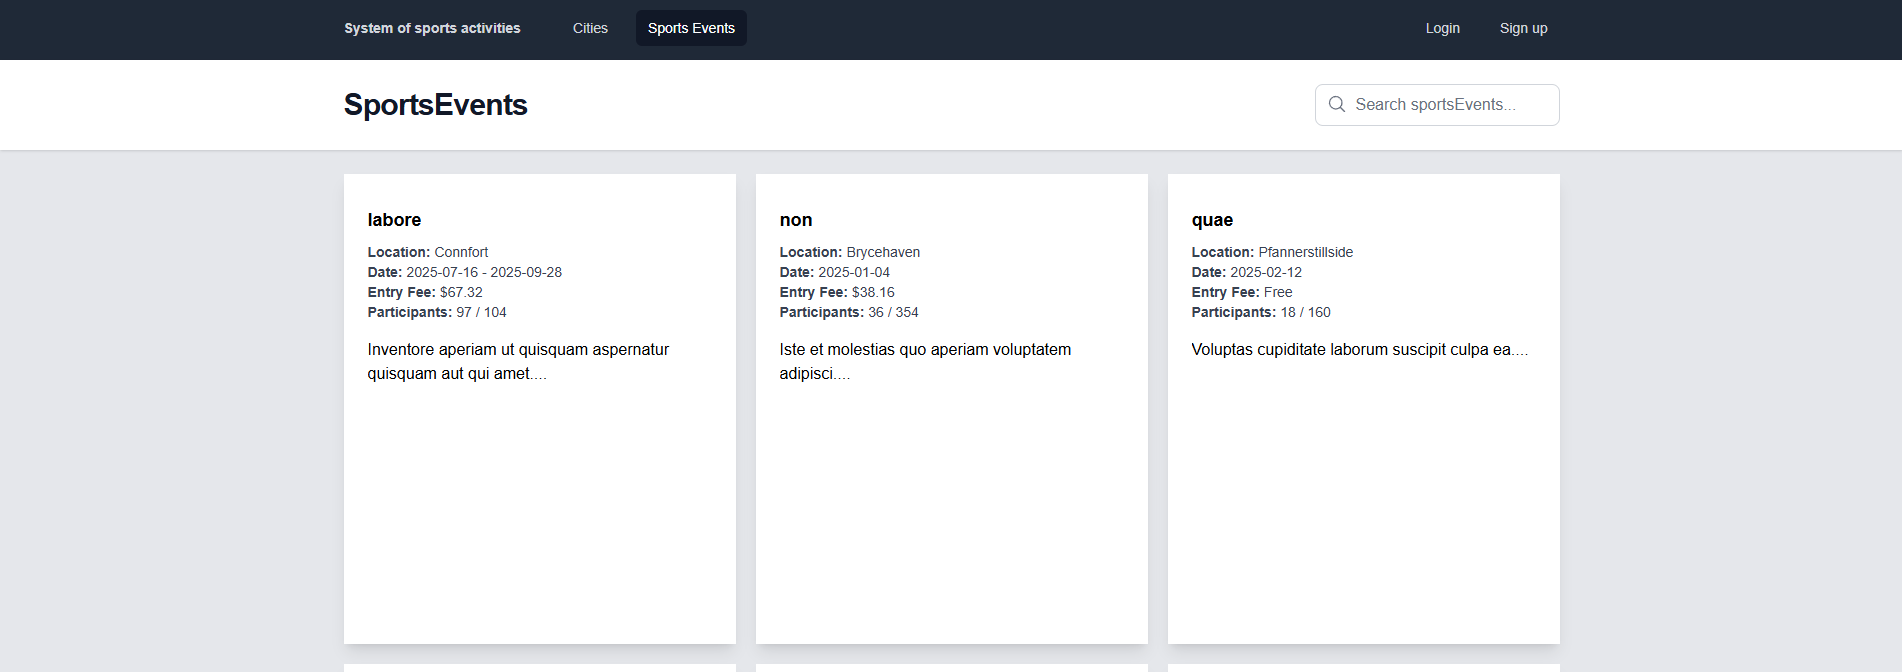 System of sports activities Cities Sports Events Login Sign up
SportsEvents
Search sportsEvents...
labore
Location: Connfort
Date: 2025-07-16 - 2025-09-28
Entry Fee: $67.32
Participants: 97 / 104
Inventore aperiam ut quisquam aspernatur
quisquam aut qui amet....
non
Location: Brycehaven
Date: 2025-01-04
Entry Fee: $38.16
Participants: 36 / 354
Iste et molestias quo aperiam voluptatem
adipisci....
quae
Location: Pfannerstillside
Date: 2025-02-12
Entry Fee: Free
Participants: 18 / 160
Voluptas cupiditate laborum suscipit culpa ea....